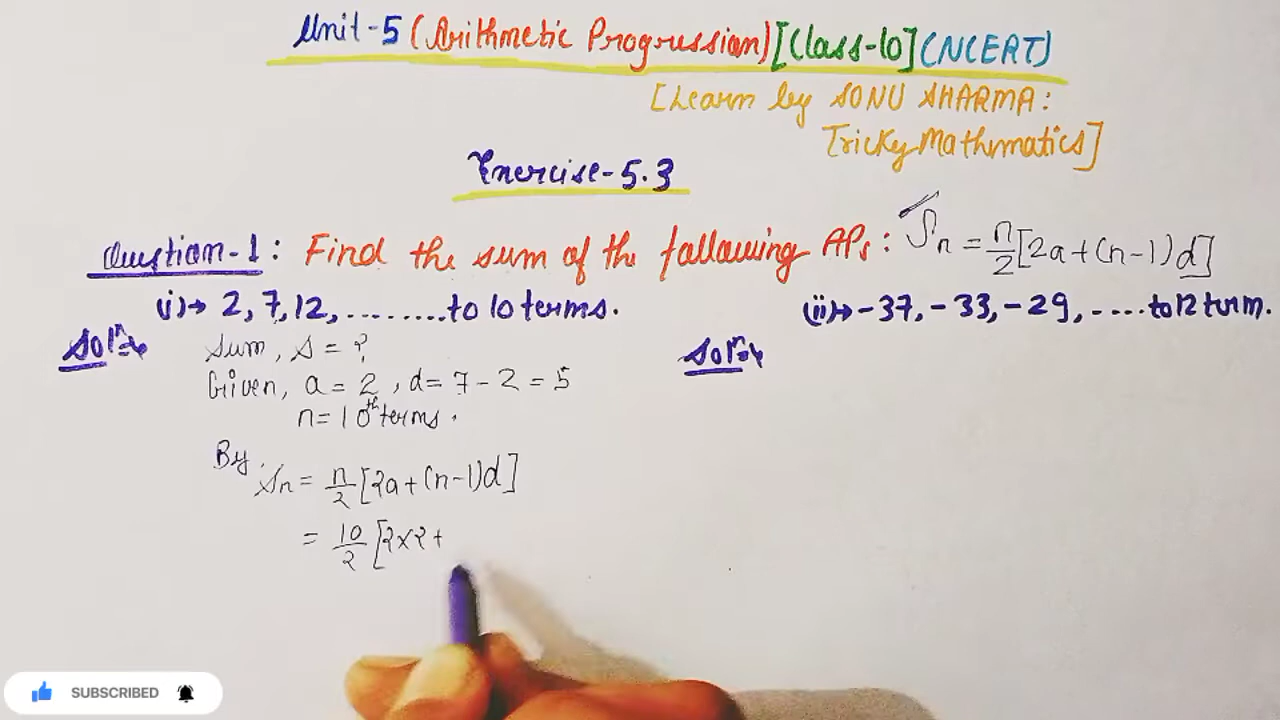 Unit-5 (Arithmetic Progression) [Class-10] (NCERT)
[Learn by SONU SHARMA:
Tricky Mathematics]
Exercise-5.3
Question-1: Find the sum of the following APs: Sn = n/2 [2a+(n-1)d]
(i)→ 2, 7, 12, ........ to 10 terms.
(ii)→ -37, -33, -29, .... to 12 term.
Solⁿ:-
Sum, S = ?
Given, a = 2, d = 7 - 2 = 5
n = 10th terms.
By
Sn = n/2 [2a+(n-1)d]
= 10/2 [2×2+
Solⁿ:-
SUBSCRIBED